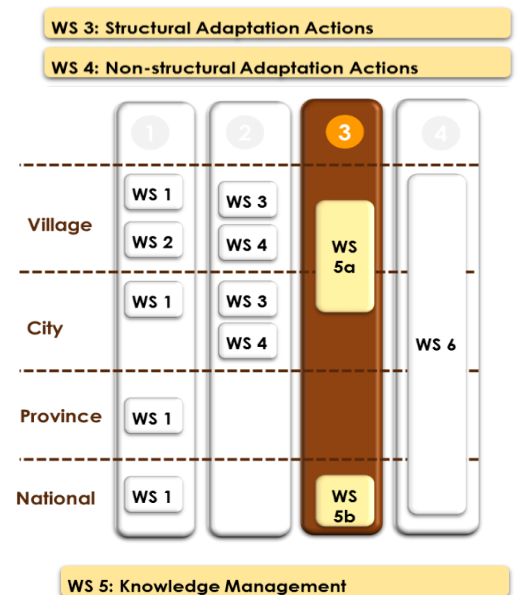 WS 3: Structural Adaptation Actions
WS 4: Non-structural Adaptation Actions
1 2 3 4
Village
WS 1
WS 2
WS 3
WS 4
WS
5a
City
WS 1
WS 3
WS 4
WS 6
Province
WS 1
National
WS 1
WS
5b
WS 5: Knowledge Management